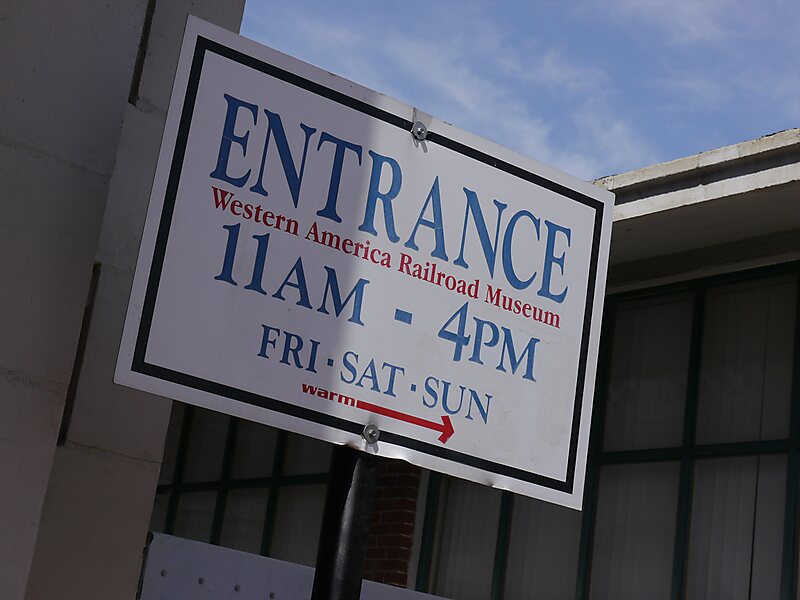 ENTRANCE
Western America Railroad Museum
11AM - 4PM
FRI·SAT·SUN
warm